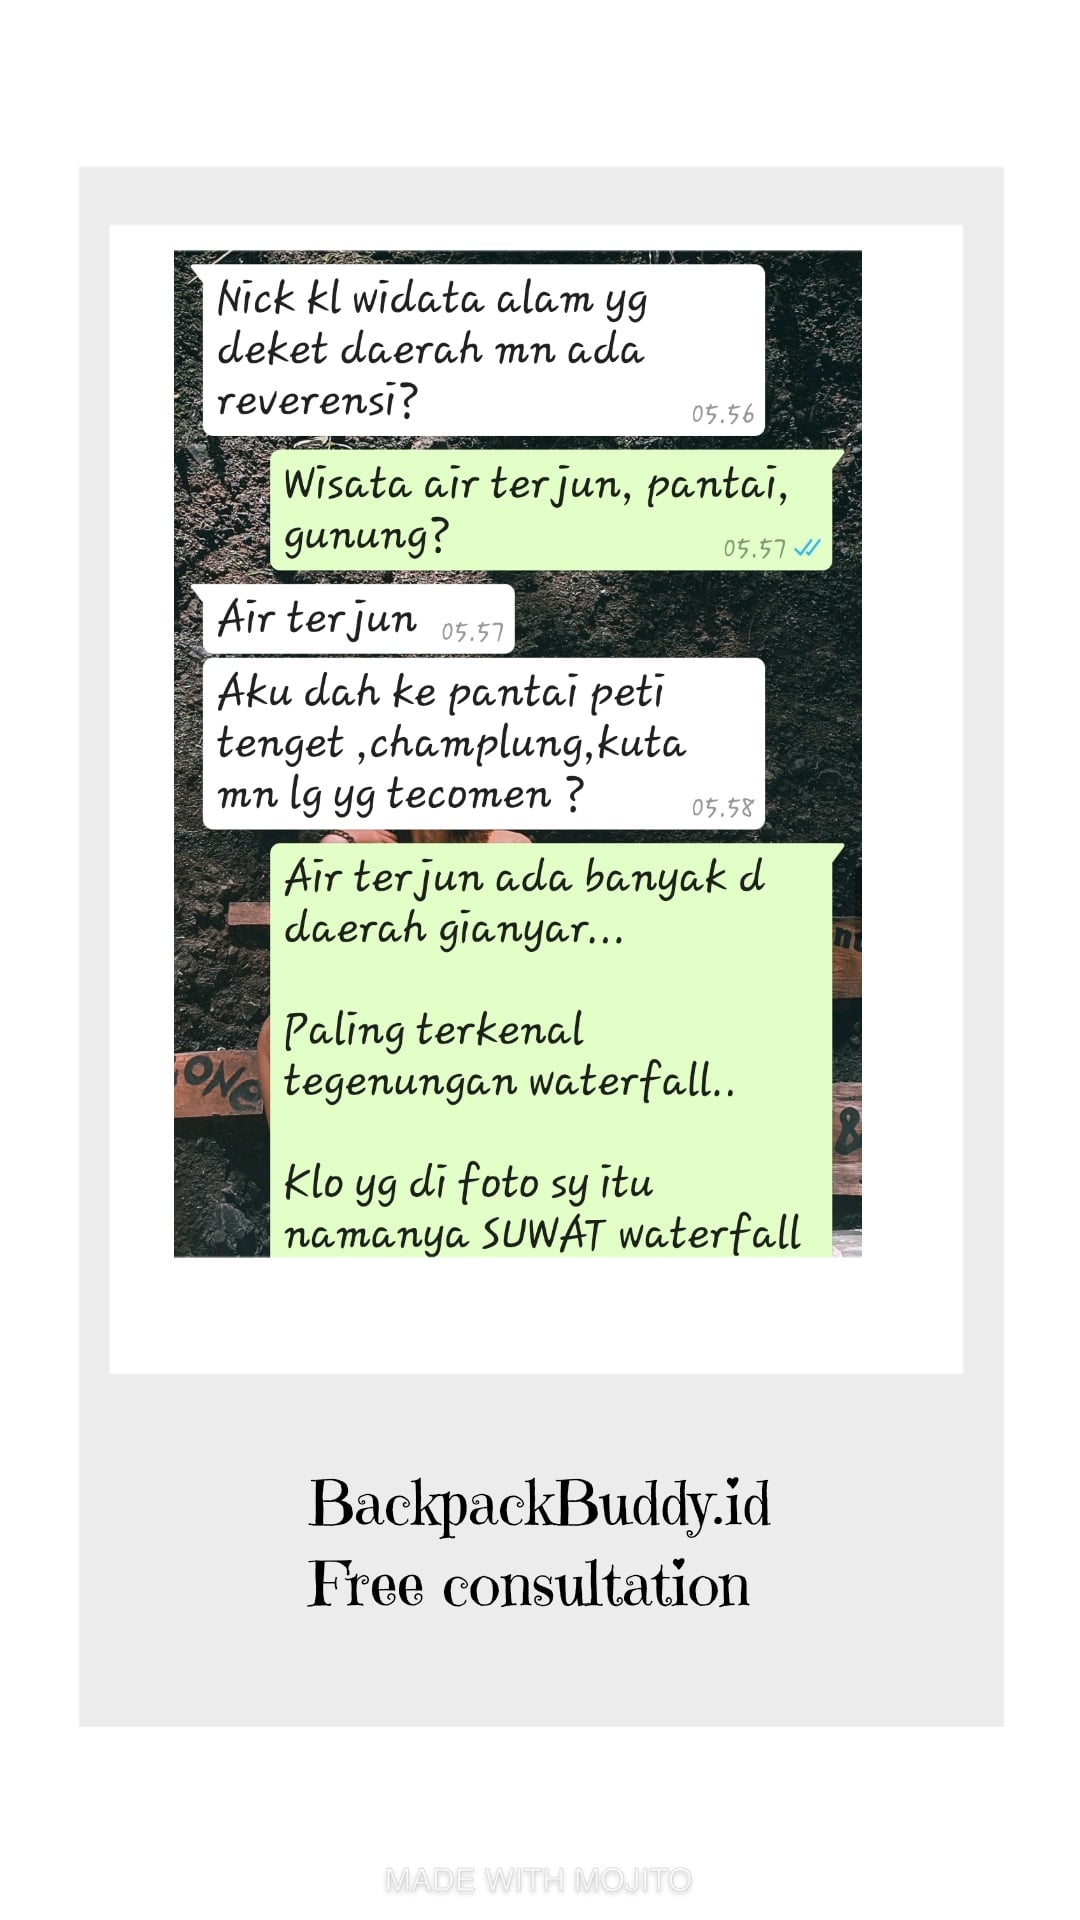 Nick kl widata alam yg
deket daerah mn ada
reverensi?
05.56
Wisata air terjun, pantai,
gunung?
05.57
Air terjun
05.57
Aku dah ke pantai peti
tenget ,champlung,kuta
mn lg yg tecomen ?
05.58
Air terjun ada banyak d
daerah gianyar...
Paling terkenal
tegenungan waterfall..
Klo yg di foto sy itu
namanya SUWAT waterfall
ONE
&
BackpackBuddy.id
Free consultation
MADE WITH MOJITO